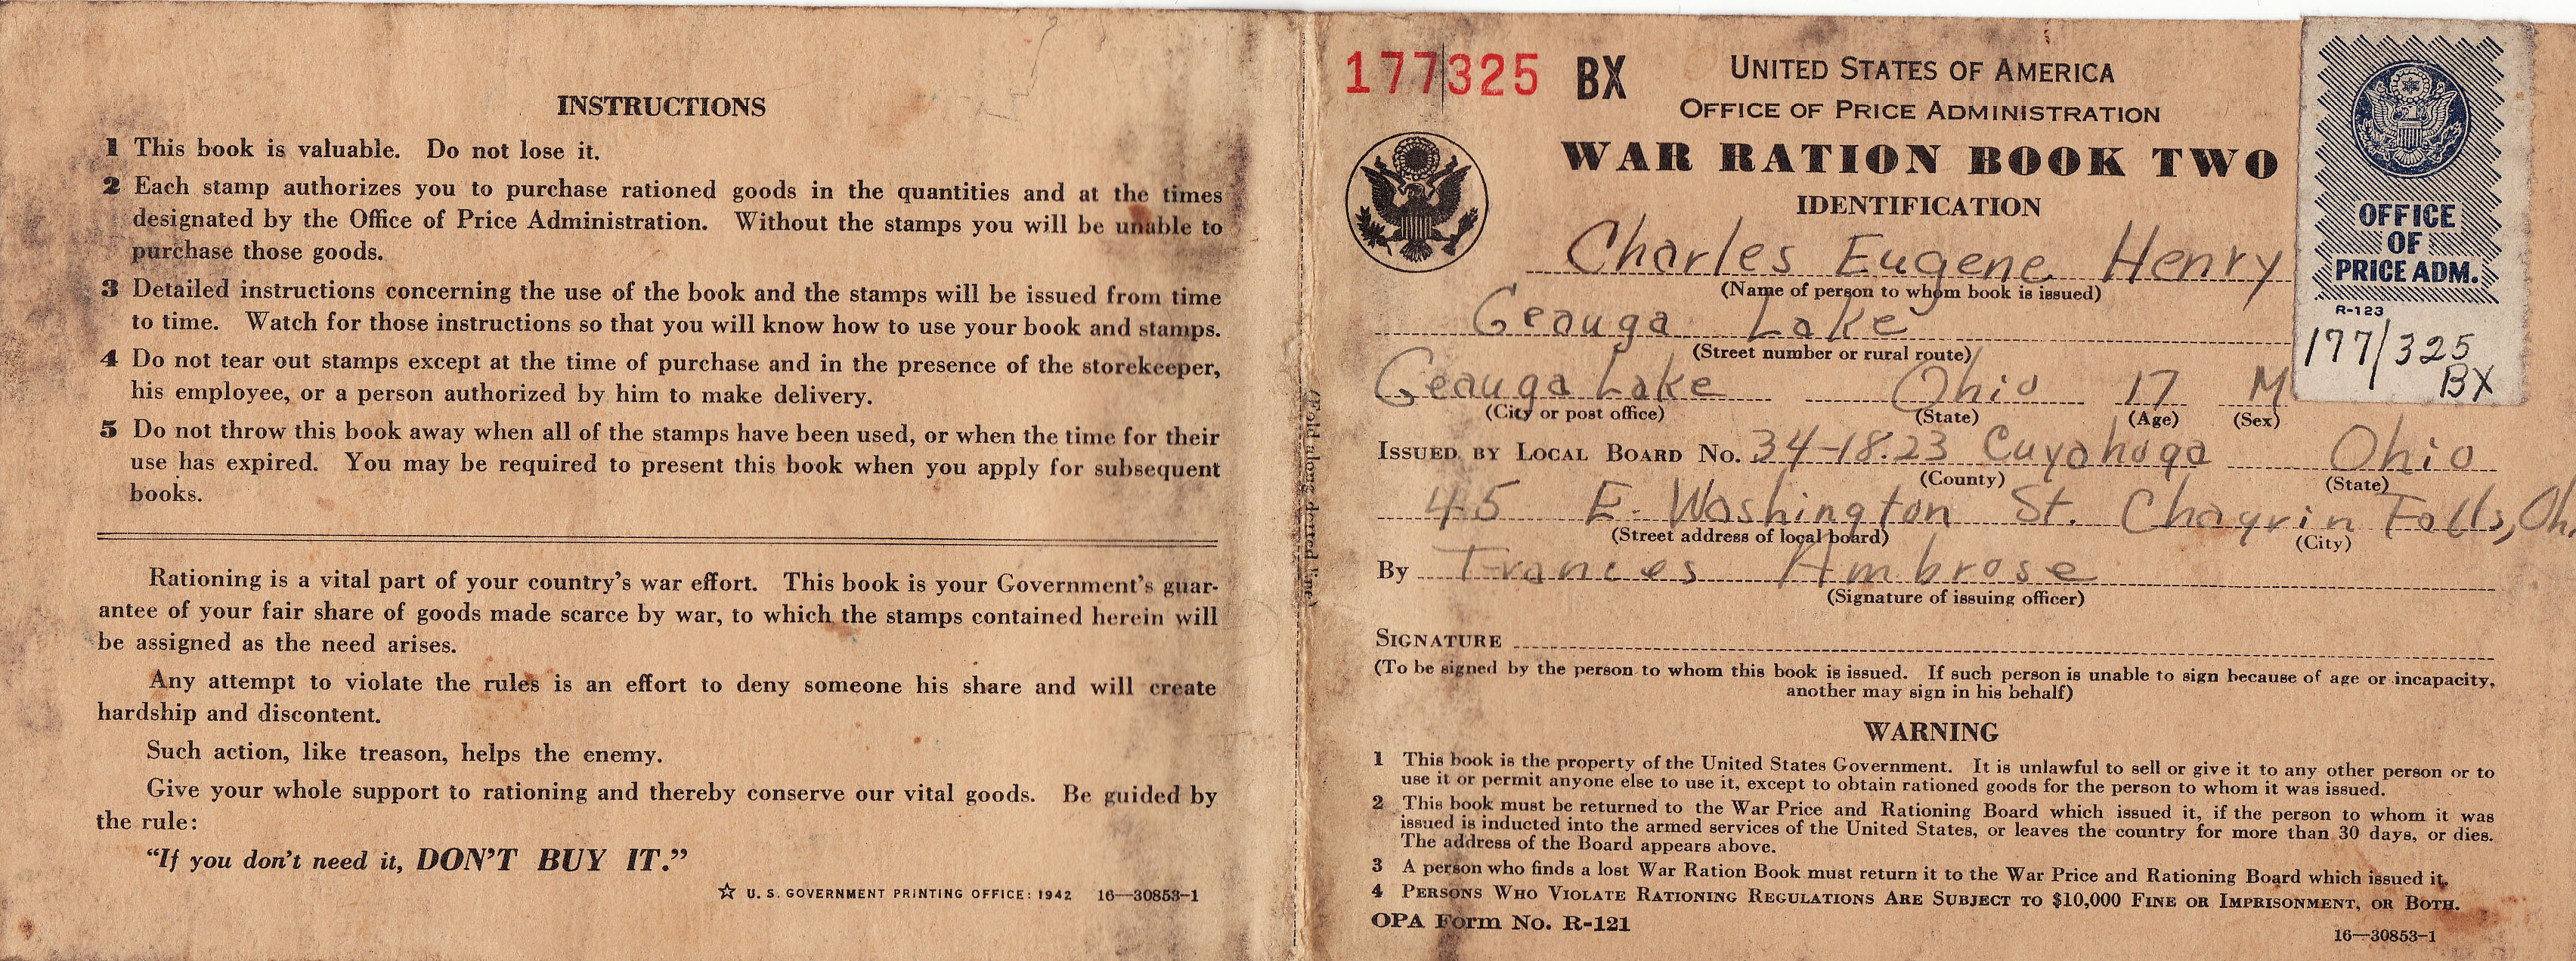 INSTRUCTIONS
1 This book is valuable. Do not lose it.
2 Each stamp authorizes you to purchase rationed goods in the quantities and at the times
designated by the Office of Price Administration. Without the stamps you will be unable to
purchase those goods.
3 Detailed instructions concerning the use of the book and the stamps will be issued from time
to time. Watch for those instructions so that you will know how to use your book and stamps.
4 Do not tear out stamps except at the time of purchase and in the presence of the storekeeper,
his employee, or a person authorized by him to make delivery.
5 Do not throw this book away when all of the stamps have been used, or when the time for their
use has expired. You may be required to present this book when you apply for subsequent
books.
Rationing is a vital part of your country's war effort. This book is your Government's guar-
antee of your fair share of goods made scarce by war, to which the stamps contained herein will
be assigned as the need arises.
Any attempt to violate the rules is an effort to deny someone his share and will create
hardship and discontent.
Such action, like treason, helps the enemy.
Give your whole support to rationing and thereby conserve our vital goods. Be guided by
the rule:
"If you don't need it, DON'T BUY IT."
☆ U. S. GOVERNMENT PRINTING OFFICE: 1942 16—30853-1
(Fold along dotted line)
177325 BX
UNITED STATES OF AMERICA
OFFICE OF PRICE ADMINISTRATION
WAR RATION BOOK TWO
IDENTIFICATION
Charles Eugene Henry
(Name of person to whom book is issued)
Geauga Lake
(Street number or rural route)
Geauga Lake Ohio 17 M
(City or post office) (State) (Age) (Sex)
ISSUED BY LOCAL BOARD No. 34-18.23 Cuyahoga Ohio
(County) (State)
45 E. Washington St. Chagrin Falls, Oh.
(Street address of local board) (City)
By Frances Ambrose
(Signature of issuing officer)
SIGNATURE
(To be signed by the person to whom this book is issued. If such person is unable to sign because of age or incapacity,
another may sign in his behalf)
WARNING
1 This book is the property of the United States Government. It is unlawful to sell or give it to any other person or to
use it or permit anyone else to use it, except to obtain rationed goods for the person to whom it was issued.
2 This book must be returned to the War Price and Rationing Board which issued it, if the person to whom it was
issued is inducted into the armed services of the United States, or leaves the country for more than 30 days, or dies.
The address of the Board appears above.
3 A person who finds a lost War Ration Book must return it to the War Price and Rationing Board which issued it.
4 PERSONS WHO VIOLATE RATIONING REGULATIONS ARE SUBJECT TO $10,000 FINE OR IMPRISONMENT, OR BOTH.
OPA Form No. R-121
16—30853-1
OFFICE
OF
PRICE ADM.
R-123
177/325
BX